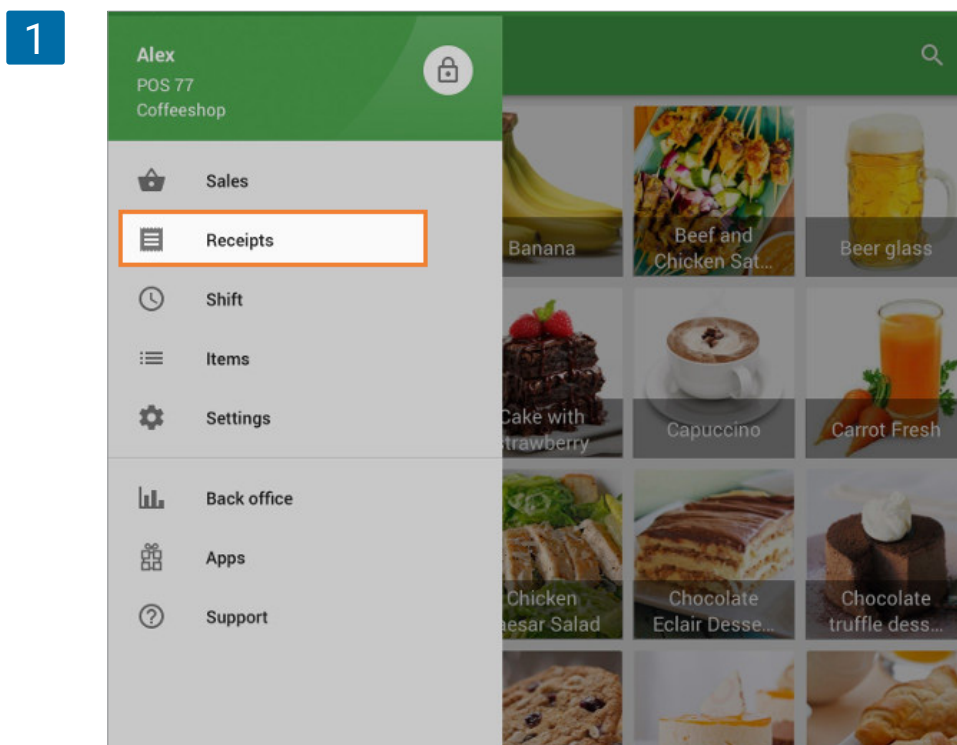 1
Alex
POS 77
Coffeeshop
Sales
Receipts
Shift
Items
Settings
Back office
Apps
Support
Banana
Beef and
Chicken Sat...
Beer glass
Cake with
strawberry
Capuccino
Carrot Fresh
Chicken
aesar Salad
Chocolate
Eclair Desse...
Chocolate
truffle dess...